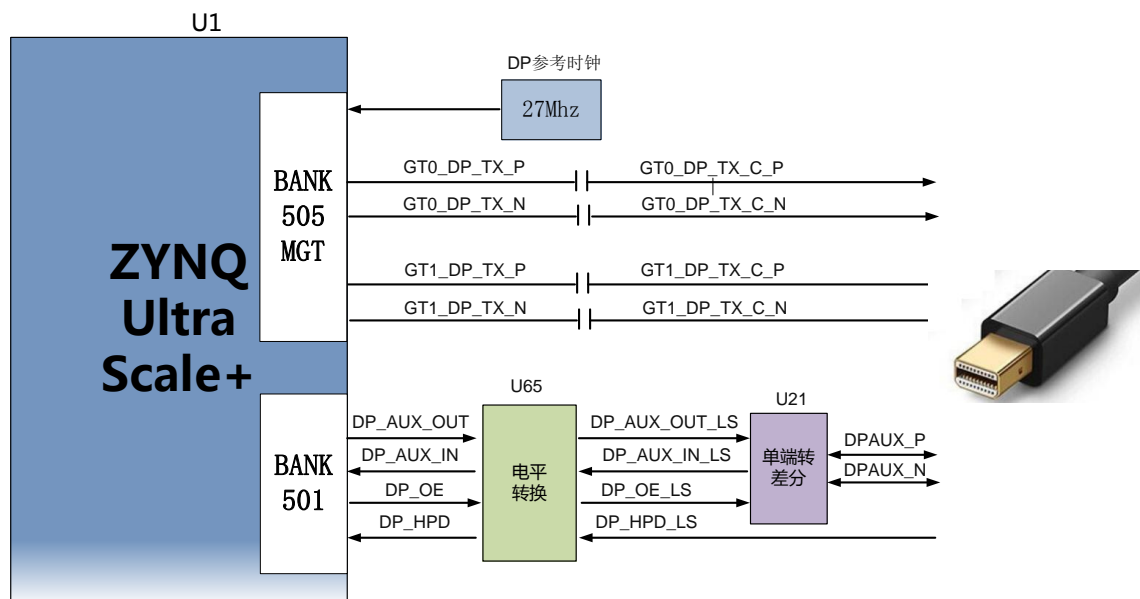 U1
DP参考时钟
27Mhz
BANK
505
MGT
GT0_DP_TX_P
GT0_DP_TX_C_P
GT0_DP_TX_N
GT0_DP_TX_C_N
GT1_DP_TX_P
GT1_DP_TX_C_P
GT1_DP_TX_N
GT1_DP_TX_C_N
ZYNQ
Ultra
Scale+
BANK
501
U65
U21
DP_AUX_OUT
DP_AUX_IN
DP_OE
DP_HPD
电平
转换
DP_AUX_OUT_LS
DP_AUX_IN_LS
DP_OE_LS
DP_HPD_LS
单端转
差分
DPAUX_P
DPAUX_N